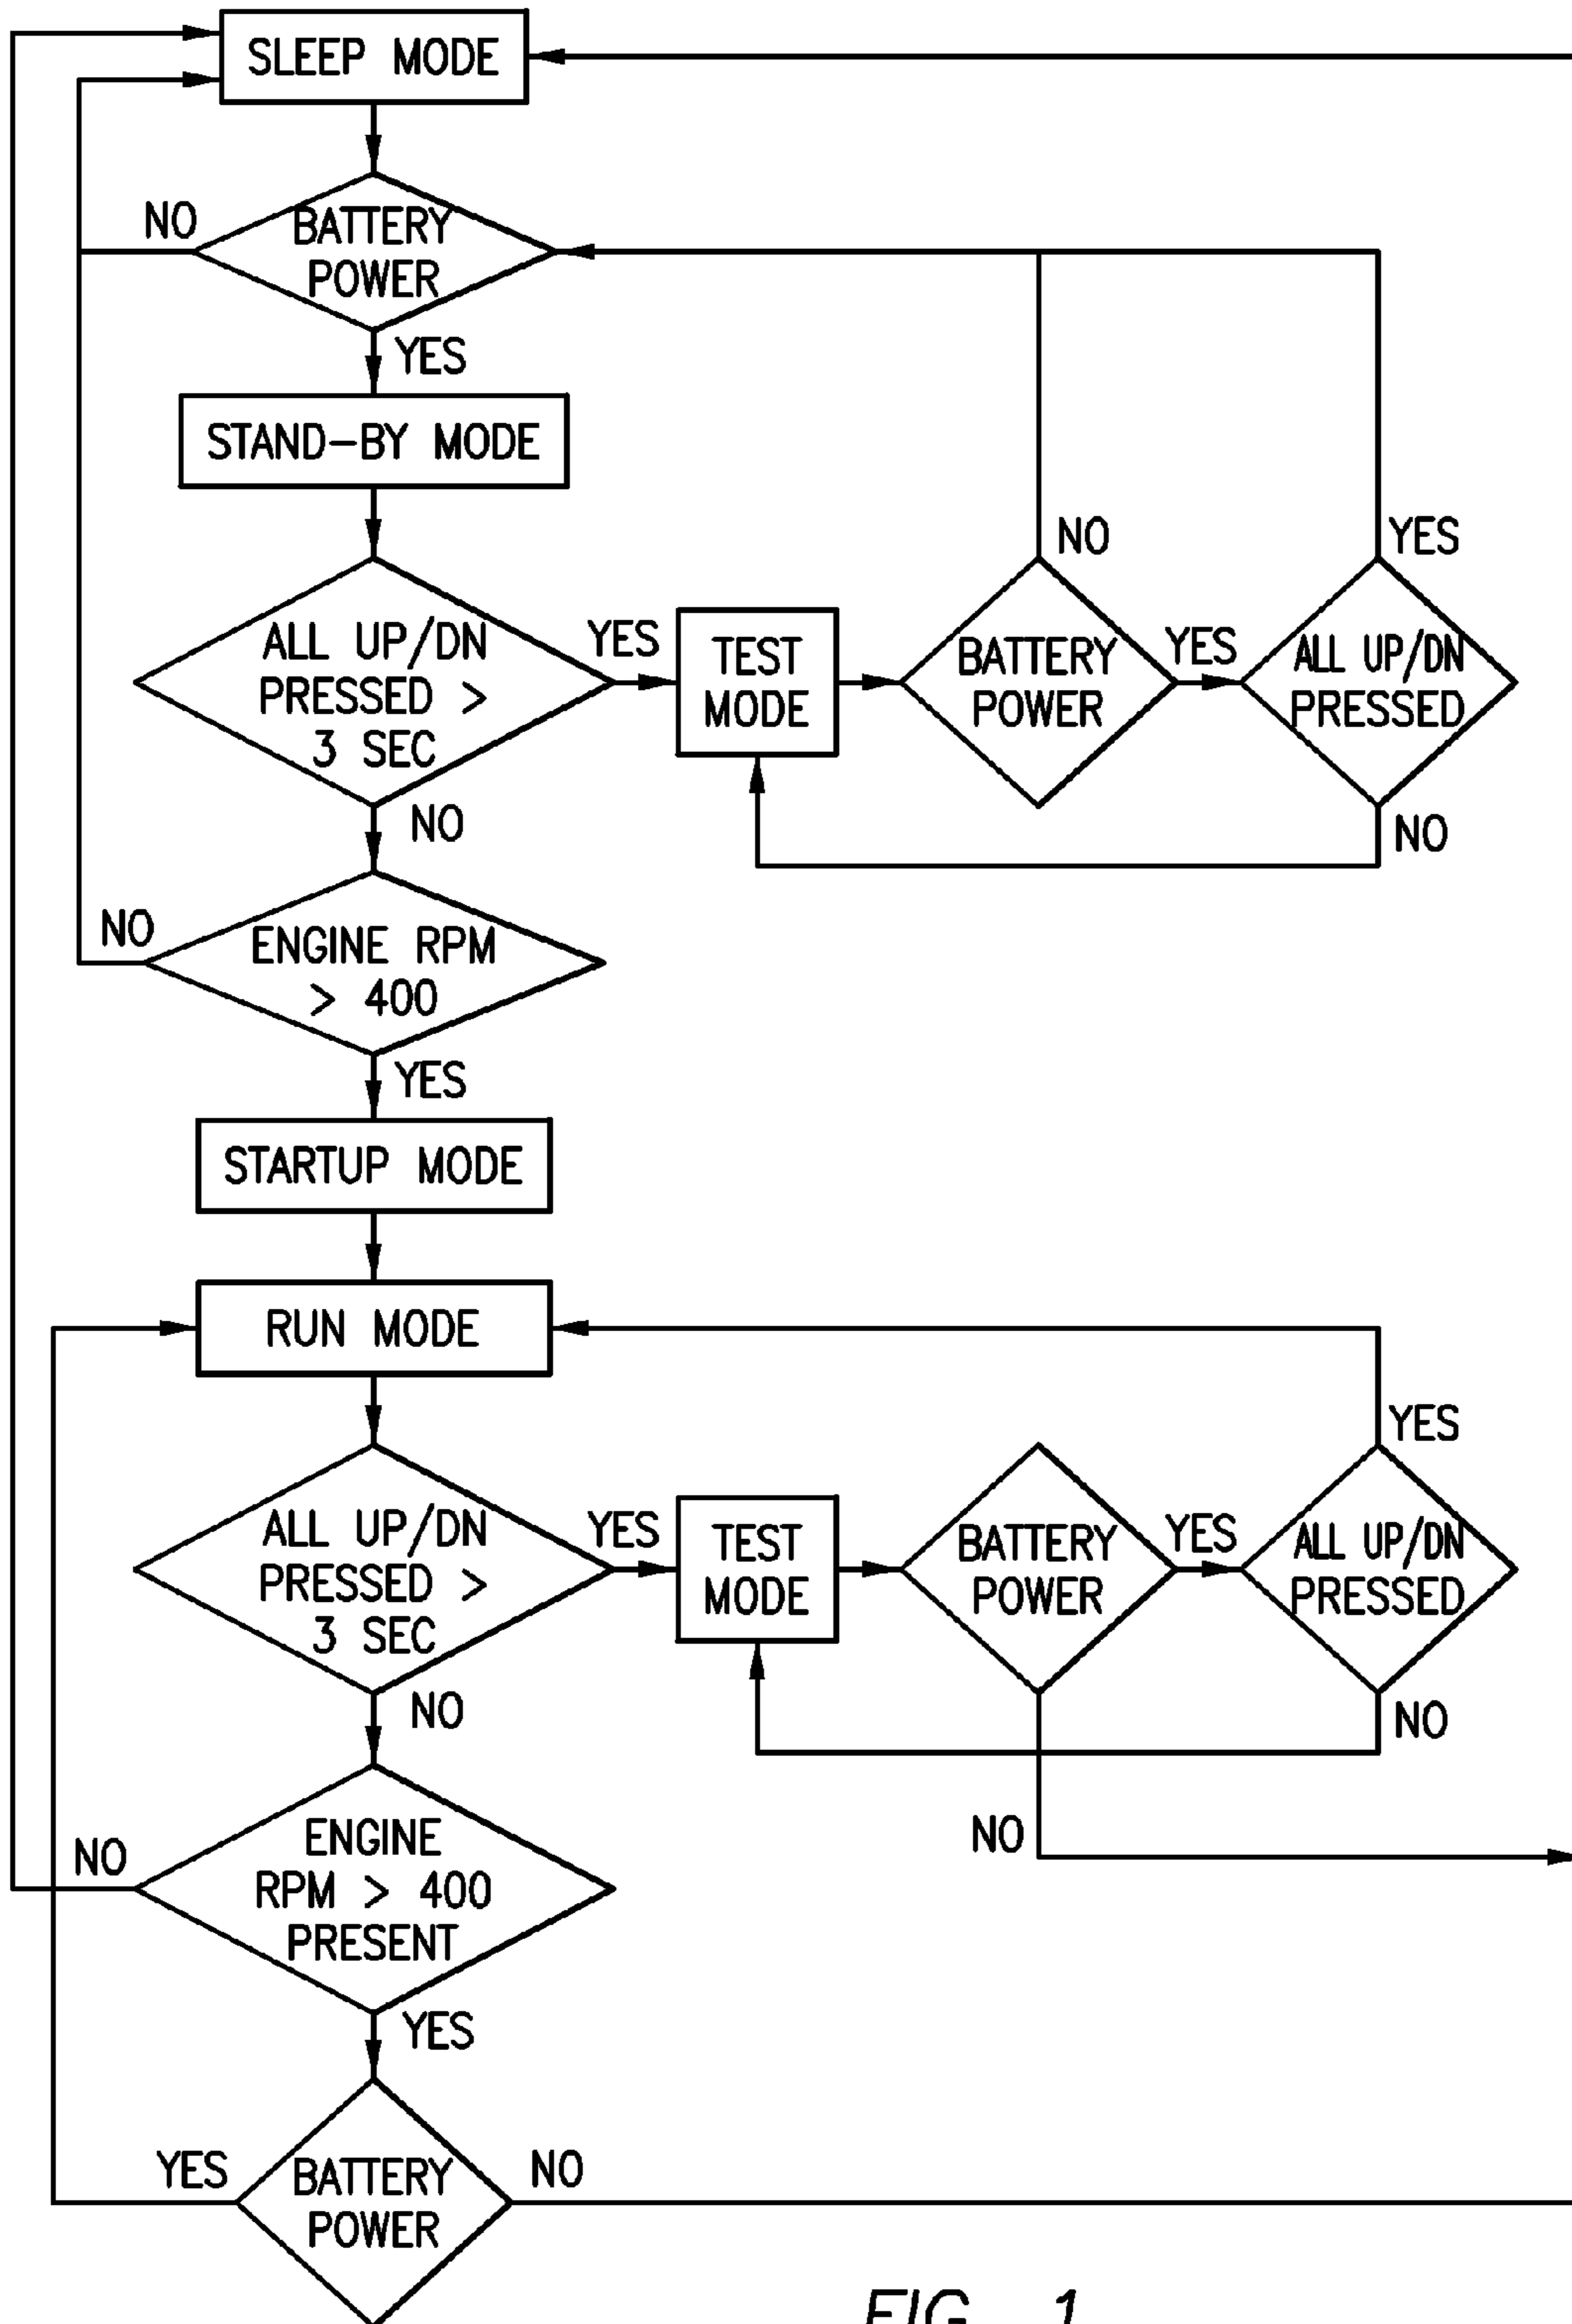 SLEEP MODE
NO
BATTERY
POWER
YES
STAND-BY MODE
NO
YES
ALL UP/DN
PRESSED >
3 SEC
YES
TEST
MODE
BATTERY
POWER
YES
ALL UP/DN
PRESSED
NO
NO
NO
ENGINE RPM
> 400
YES
STARTUP MODE
RUN MODE
YES
ALL UP/DN
PRESSED >
3 SEC
YES
TEST
MODE
BATTERY
POWER
YES
ALL UP/DN
PRESSED
NO
NO
NO
NO
ENGINE
RPM > 400
PRESENT
YES
YES
BATTERY
POWER
NO
FIG. 1